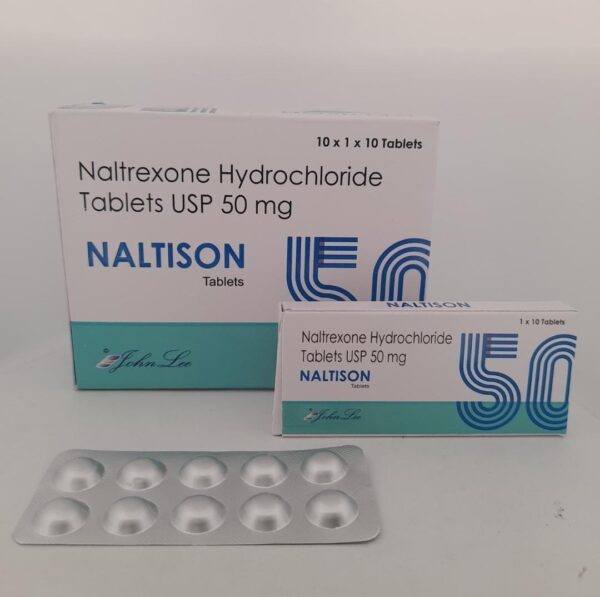 10 x 1 x 10 Tablets
Naltrexone Hydrochloride
Tablets USP 50 mg
NALTISON
Tablets
50
John Lee
NALTISON
1 x 10 Tablets
Naltrexone Hydrochloride
Tablets USP 50 mg
NALTISON
Tablets
50
John Lee